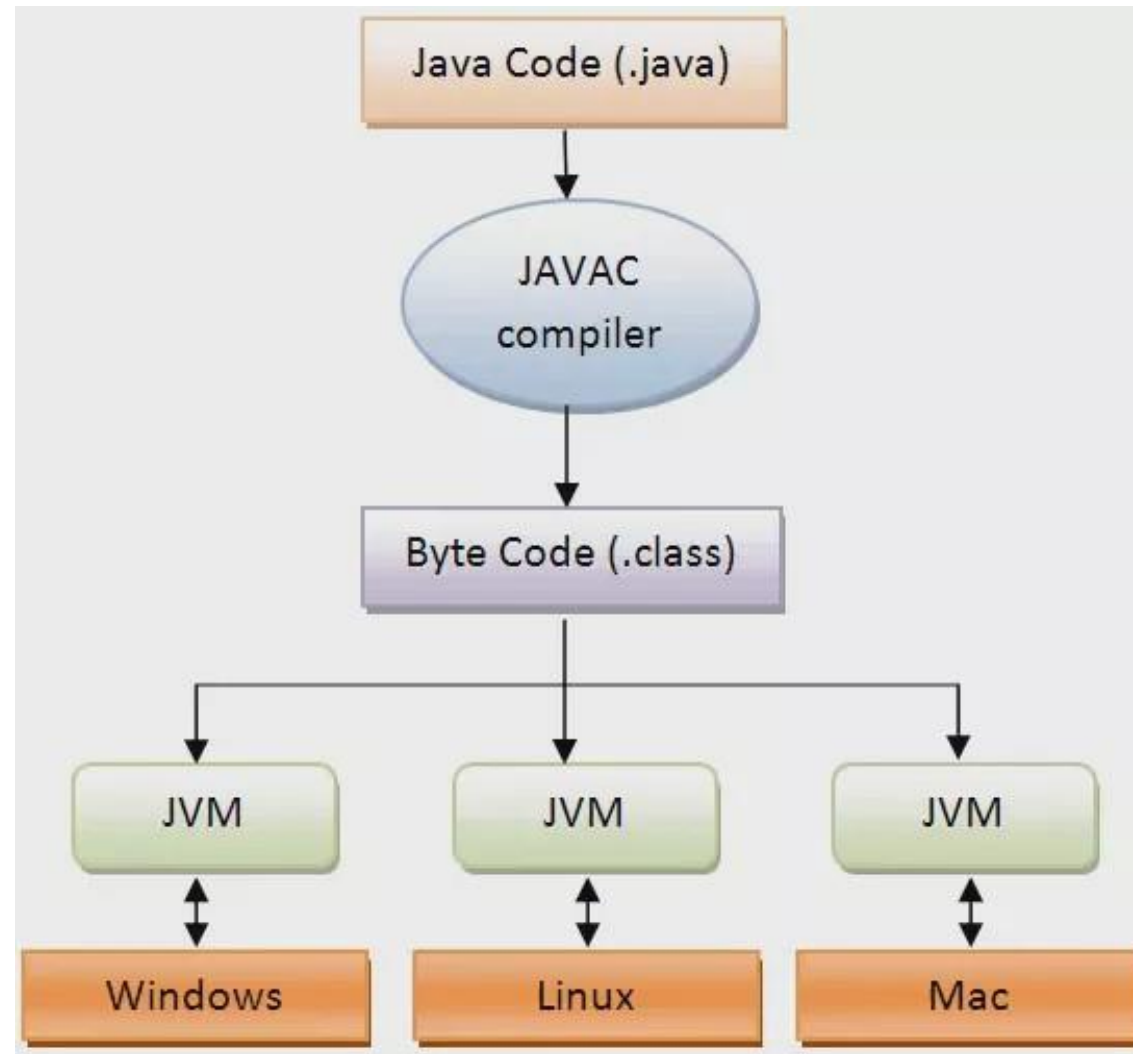 Java Code (.java)
JAVAC
compiler
Byte Code (.class)
JVM
JVM
JVM
Windows
Linux
Mac